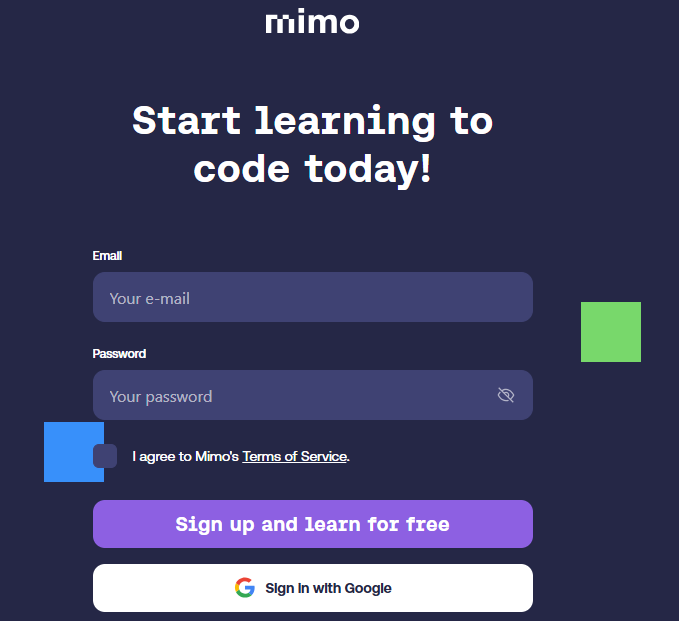 mimo
Start learning to
code today!
Email
Your e-mail
Password
Your password
I agree to Mimo's Terms of Service.
Sign up and learn for free
Sign in with Google